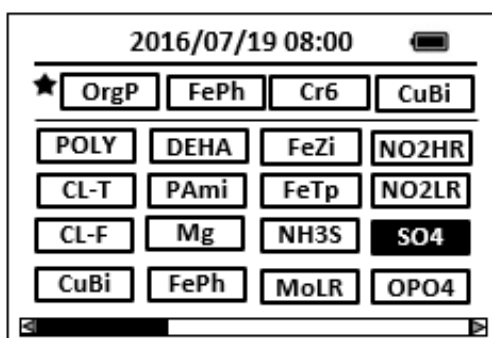 2016/07/19 08:00
OrgP FePh Cr6 CuBi
POLY DEHA FeZi NO2HR
CL-T PAmi FeTp NO2LR
CL-F Mg NH3S SO4
CuBi FePh MoLR OPO4